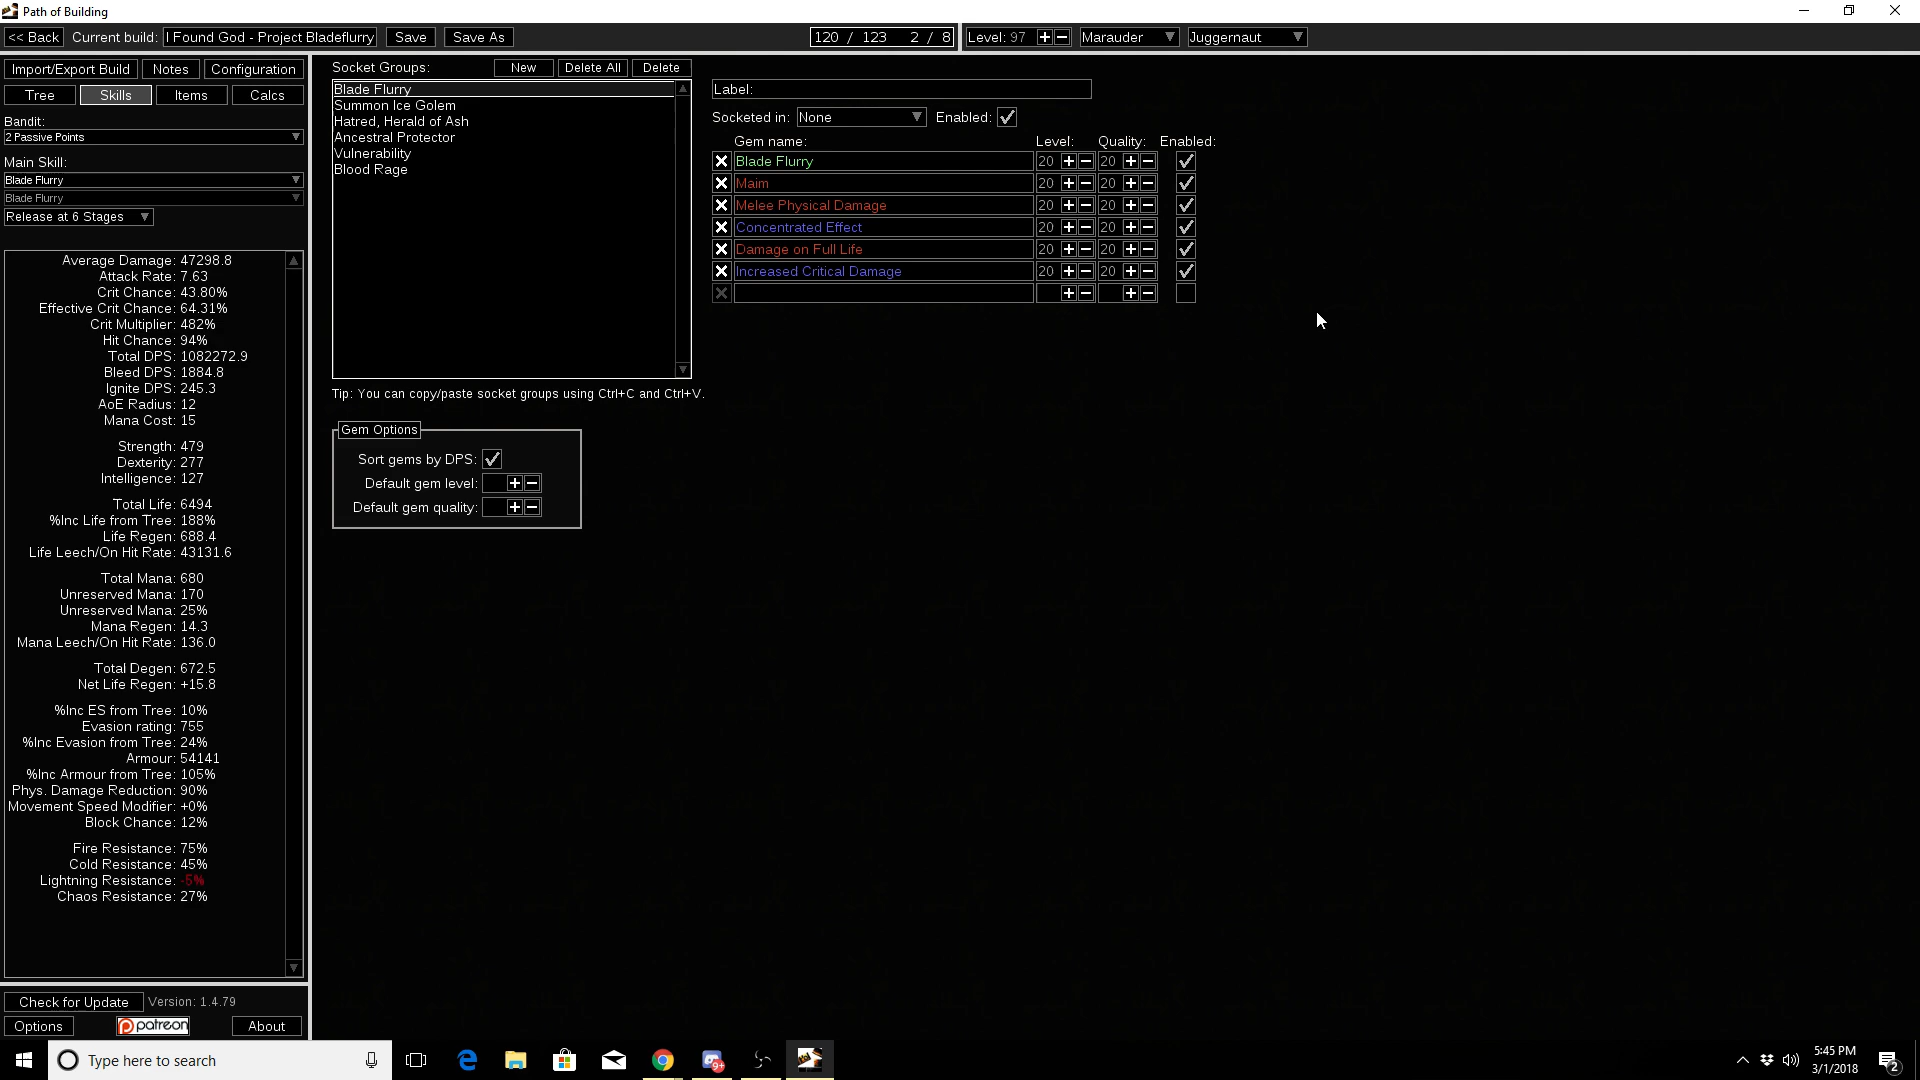 Path of Building
<< Back Current build: I Found God - Project Bladeflurry Save Save As 120 / 123 2 / 8 Level: 97 Marauder Juggernaut
Import/Export Build Notes Configuration
Tree Skills Items Calcs
Bandit:
2 Passive Points
Main Skill:
Blade Flurry
Blade Flurry
Release at 6 Stages
Average Damage: 47298.8
Attack Rate: 7.63
Crit Chance: 43.80%
Effective Crit Chance: 64.31%
Crit Multiplier: 482%
Hit Chance: 94%
Total DPS: 1082272.9
Bleed DPS: 1884.8
Ignite DPS: 245.3
AoE Radius: 12
Mana Cost: 15
Strength: 479
Dexterity: 277
Intelligence: 127
Total Life: 6494
%Inc Life from Tree: 188%
Life Regen: 688.4
Life Leech/On Hit Rate: 43131.6
Total Mana: 680
Unreserved Mana: 170
Unreserved Mana: 25%
Mana Regen: 14.3
Mana Leech/On Hit Rate: 136.0
Total Degen: 672.5
Net Life Regen: +15.8
%Inc ES from Tree: 10%
Evasion rating: 755
%Inc Evasion from Tree: 24%
Armour: 54141
%Inc Armour from Tree: 105%
Phys. Damage Reduction: 90%
Movement Speed Modifier: +0%
Block Chance: 12%
Fire Resistance: 75%
Cold Resistance: 45%
Lightning Resistance: -5%
Chaos Resistance: 27%
Check for Update Version: 1.4.79
Options patreon About
Socket Groups: New Delete All Delete
Blade Flurry
Summon Ice Golem
Hatred, Herald of Ash
Ancestral Protector
Vulnerability
Blood Rage
Tip: You can copy/paste socket groups using Ctrl+C and Ctrl+V.
Gem Options
Sort gems by DPS:
Default gem level:
Default gem quality:
Label:
Socketed in: None Enabled:
Gem name: Level: Quality: Enabled:
Blade Flurry 20 20
Maim 20 20
Melee Physical Damage 20 20
Concentrated Effect 20 20
Damage on Full Life 20 20
Increased Critical Damage 20 20
Type here to search
9+
5:45 PM
3/1/2018
2